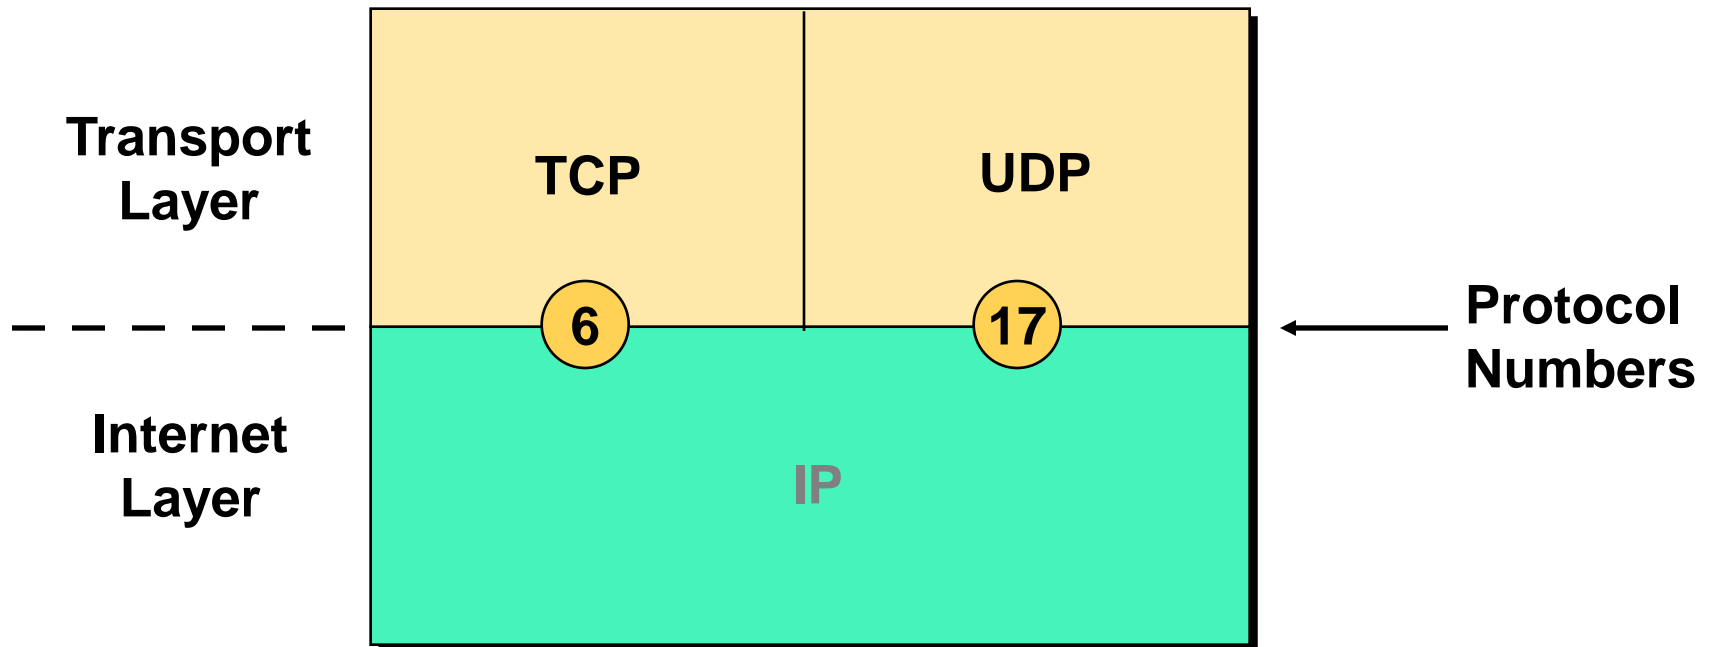 Transport
Layer
TCP
UDP
6
17
Protocol
Numbers
Internet
Layer
IP